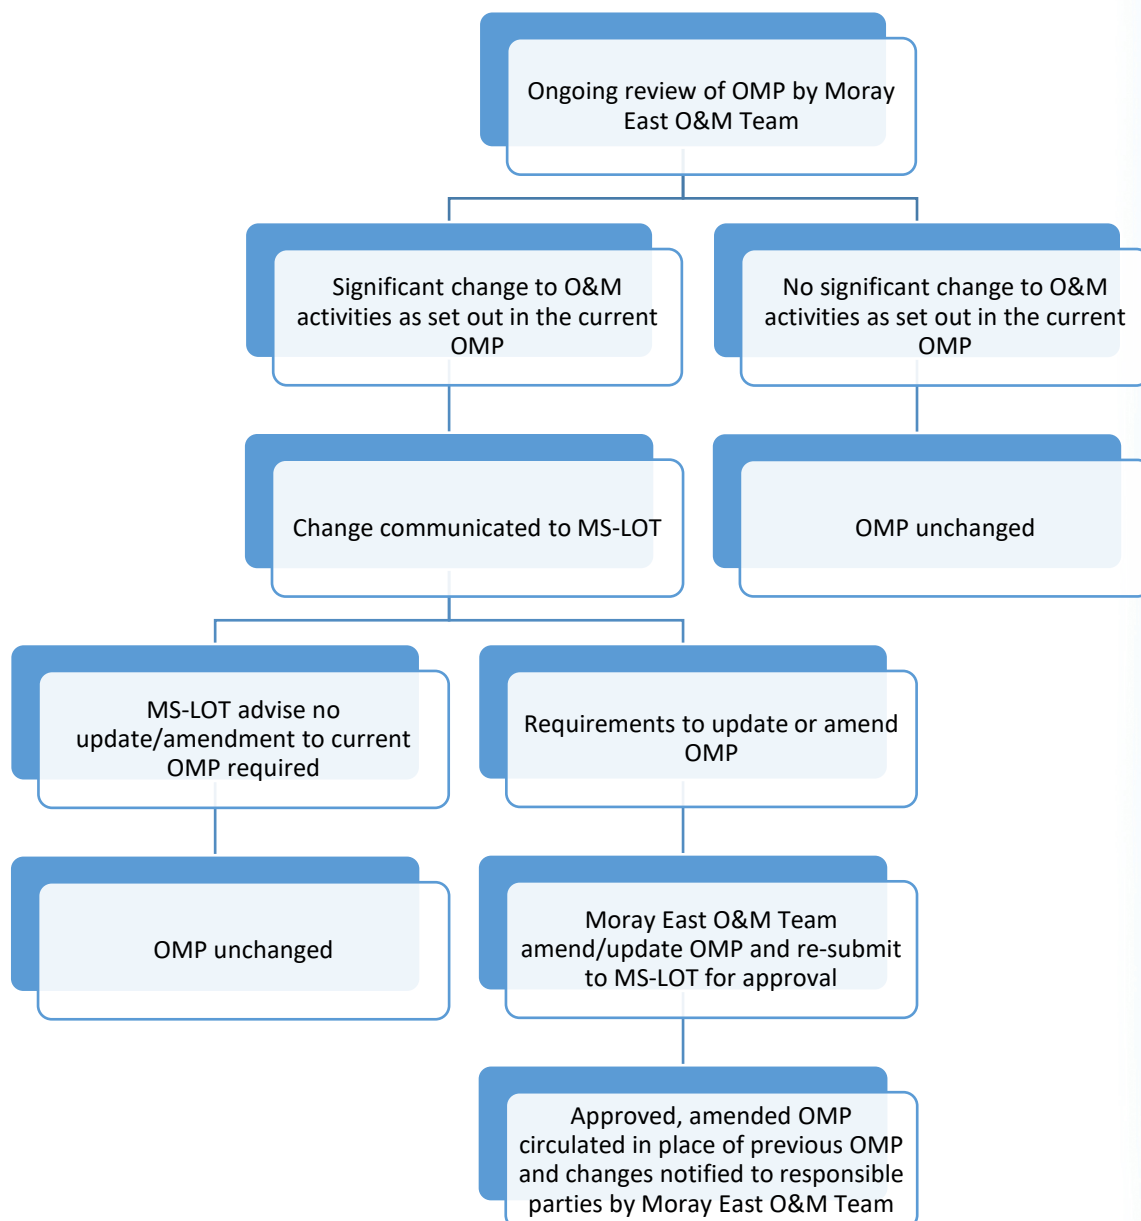 Ongoing review of OMP by Moray
East O&M Team
Significant change to O&M
activities as set out in the current
OMP
No significant change to O&M
activities as set out in the current
OMP
Change communicated to MS-LOT
OMP unchanged
MS-LOT advise no
update/amendment to current
OMP required
Requirements to update or amend
OMP
OMP unchanged
Moray East O&M Team
amend/update OMP and re-submit
to MS-LOT for approval
Approved, amended OMP
circulated in place of previous OMP
and changes notified to responsible
parties by Moray East O&M Team